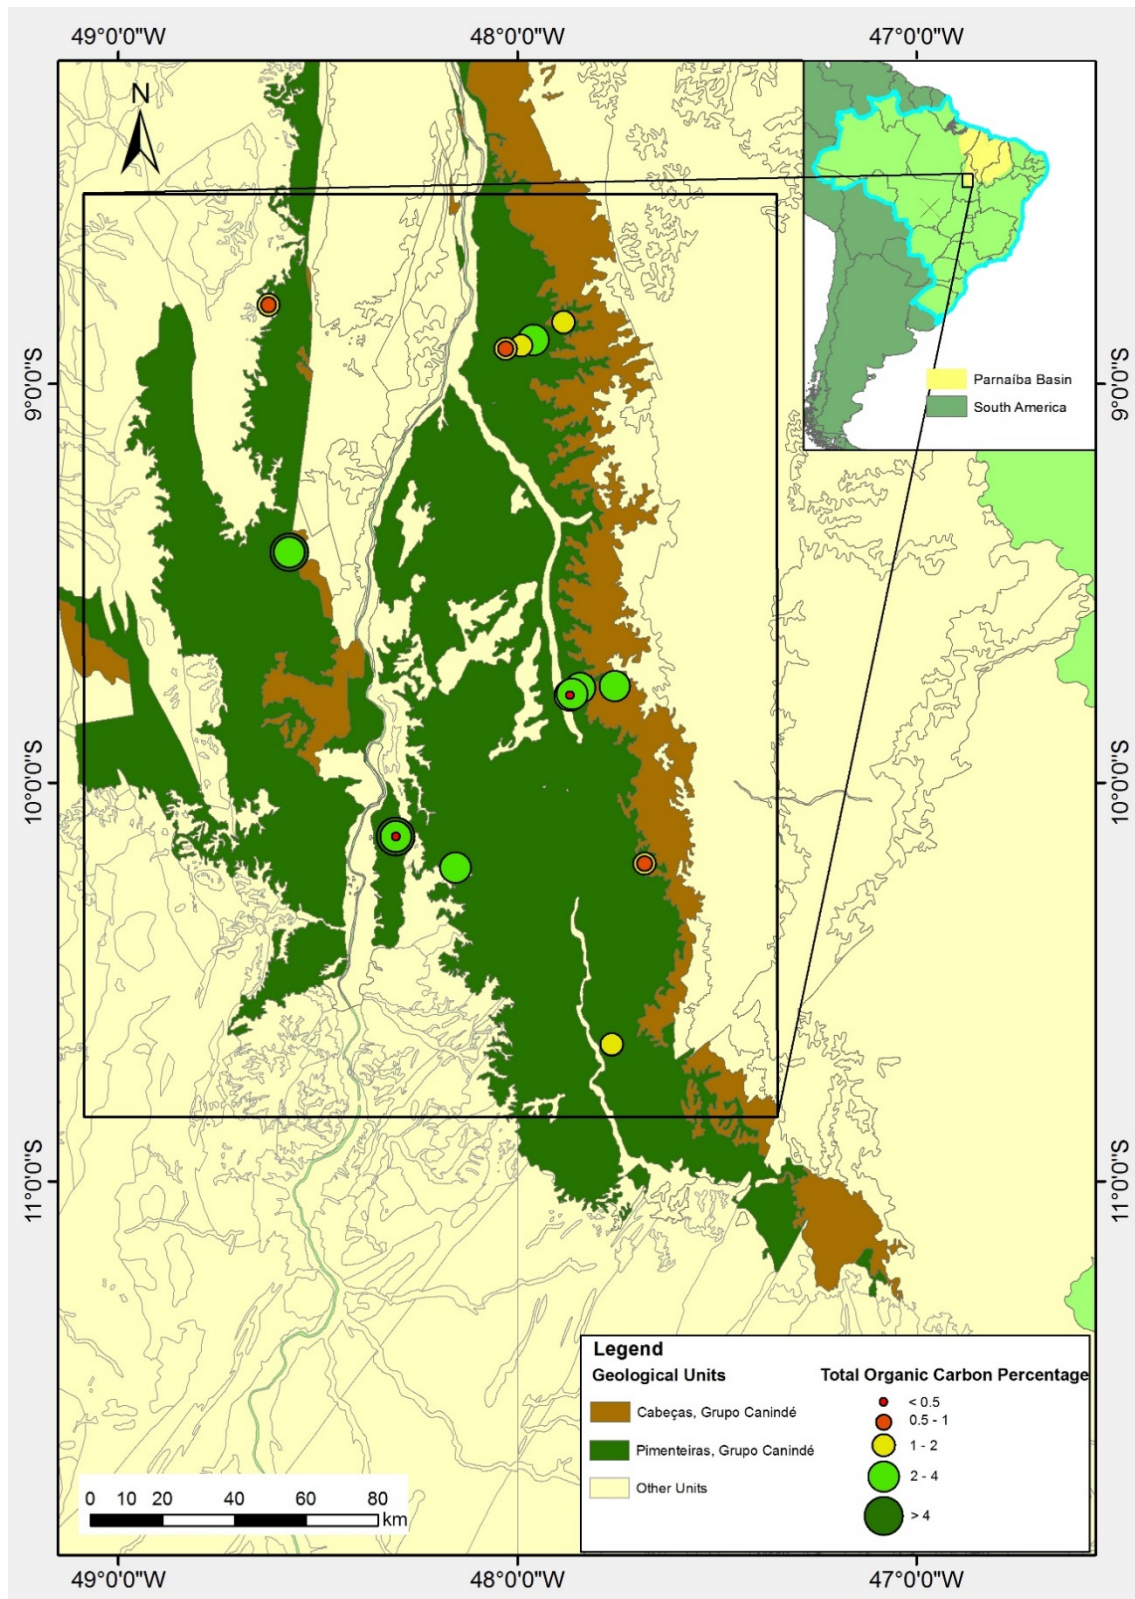 49°0'0"W 48°0'0"W 47°0'0"W
N
9°0'0"S 9°0'0"S
Parnaíba Basin
South America
10°0'0"S 10°0'0"S
11°0'0"S 11°0'0"S
Legend
Geological Units
Cabeças, Grupo Canindé
Pimenteiras, Grupo Canindé
Other Units
Total Organic Carbon Percentage
< 0.5
0.5 - 1
1 - 2
2 - 4
> 4
0 10 20 40 60 80
km
49°0'0"W 48°0'0"W 47°0'0"W